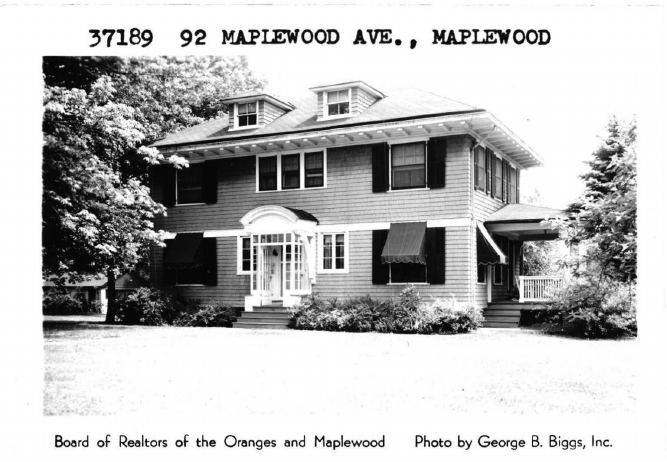 37189 92 MAPLEWOOD AVE., MAPLEWOOD
Board of Realtors of the Oranges and Maplewood Photo by George B. Biggs, Inc.